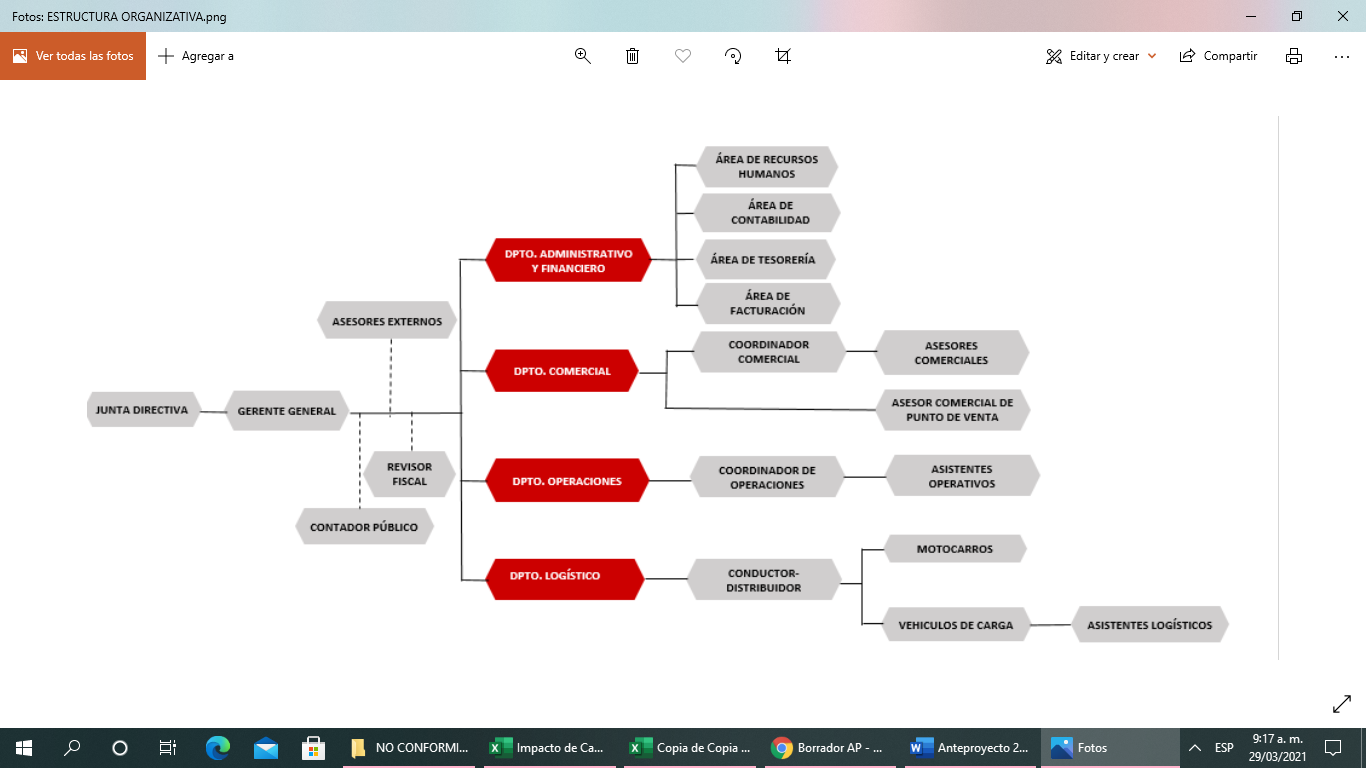 Fotos: ESTRUCTURA ORGANIZATIVA.png
Ver todas las fotos
Agregar a
Editar y crear
Compartir
ÁREA DE RECURSOS
HUMANOS
ÁREA DE
CONTABILIDAD
DPTO. ADMINISTRATIVO
Y FINANCIERO
ÁREA DE TESORERÍA
ÁREA DE
FACTURACIÓN
ASESORES EXTERNOS
COORDINADOR
COMERCIAL
ASESORES
COMERCIALES
DPTO. COMERCIAL
JUNTA DIRECTIVA
GERENTE GENERAL
ASESOR COMERCIAL DE
PUNTO DE VENTA
REVISOR
FISCAL
DPTO. OPERACIONES
COORDINADOR DE
OPERACIONES
ASISTENTES
OPERATIVOS
CONTADOR PÚBLICO
MOTOCARROS
DPTO. LOGÍSTICO
CONDUCTOR-
DISTRIBUIDOR
VEHICULOS DE CARGA
ASISTENTES LOGÍSTICOS
NO CONFORMI...
Impacto de Ca...
Copia de Copia ...
Borrador AP - ...
Anteproyecto 2...
Fotos
ESP
9:17 a. m.
29/03/2021